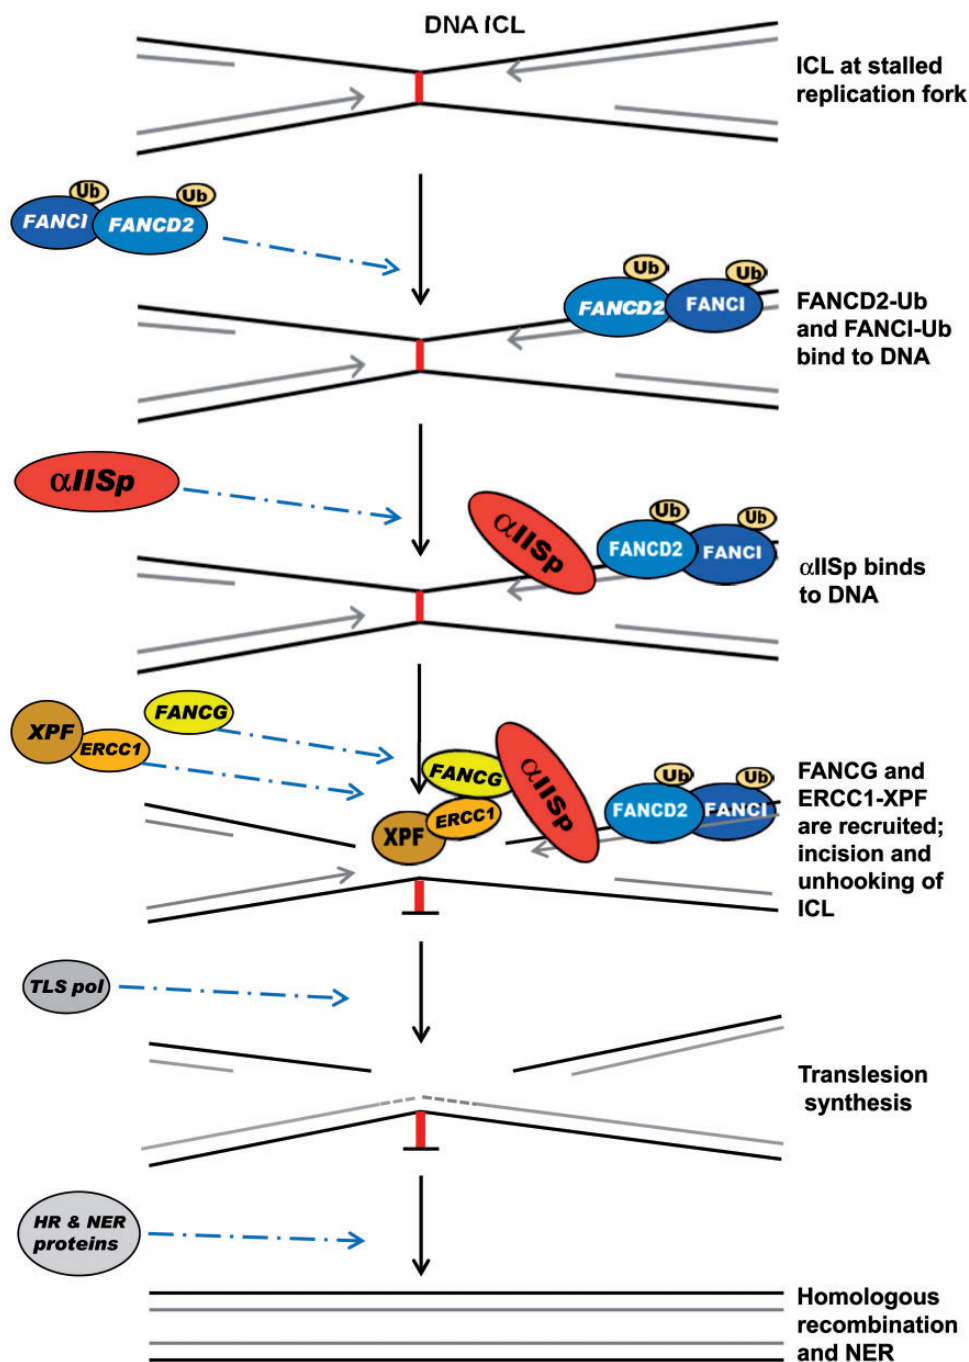 DNA ICL
ICL at stalled
replication fork
Ub
Ub
FANCI
FANCD2
Ub
Ub
FANCD2
FANCI
FANCD2-Ub
and FANCI-Ub
bind to DNA
αIISp
αIISp
Ub
Ub
FANCD2
FANCI
αIISp binds
to DNA
XPF
ERCC1
FANCG
FANCG
ERCC1
XPF
αIISp
Ub
Ub
FANCD2
FANCI
FANCG and
ERCC1-XPF
are recruited;
incision and
unhooking of
ICL
TLS pol
Translesion
synthesis
HR & NER
proteins
Homologous
recombination
and NER